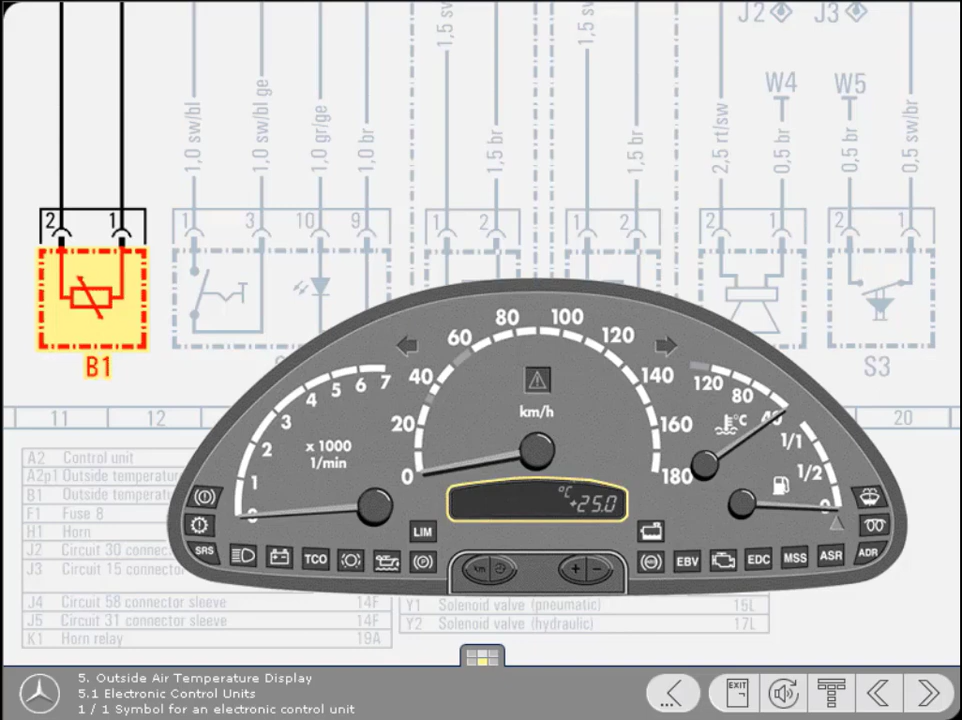 J2 J3
1,5 sw
1,5 sw
W4 W5
1,0 sw/bl
1,0 sw/bl ge
1,0 gr/ge
1,0 br
1,5 br
1,5 br
2,5 rt/sw
0,5 br
0,5 br
0,5 sw/br
2 1 1 3 10 9 1 2 1 2 2 1 2 1
B1
S3
11 12 20
80 100
60 120
40 140
20 160
0 180
km/h
1 2 3 4 5 6 7
x 1000
1/min
120
80
40
°C
1/1
1/2
0
°C
+25.0
LIM
SRS TCO EBV EDC MSS ASR ADR
km
+ −
A2 Control unit
A2p1 Outside temperatu
B1 Outside temperatu
F1 Fuse 8
H1 Horn
J2 Circuit 30 connec
J3 Circuit 15 connector
J4 Circuit 58 connector sleeve 14F
J5 Circuit 31 connector sleeve 14F
K1 Horn relay 19A
Y1 Solenoid valve (pneumatic) 15L
Y2 Solenoid valve (hydraulic) 17L
5. Outside Air Temperature Display
5.1 Electronic Control Units
1 / 1 Symbol for an electronic control unit
EXIT